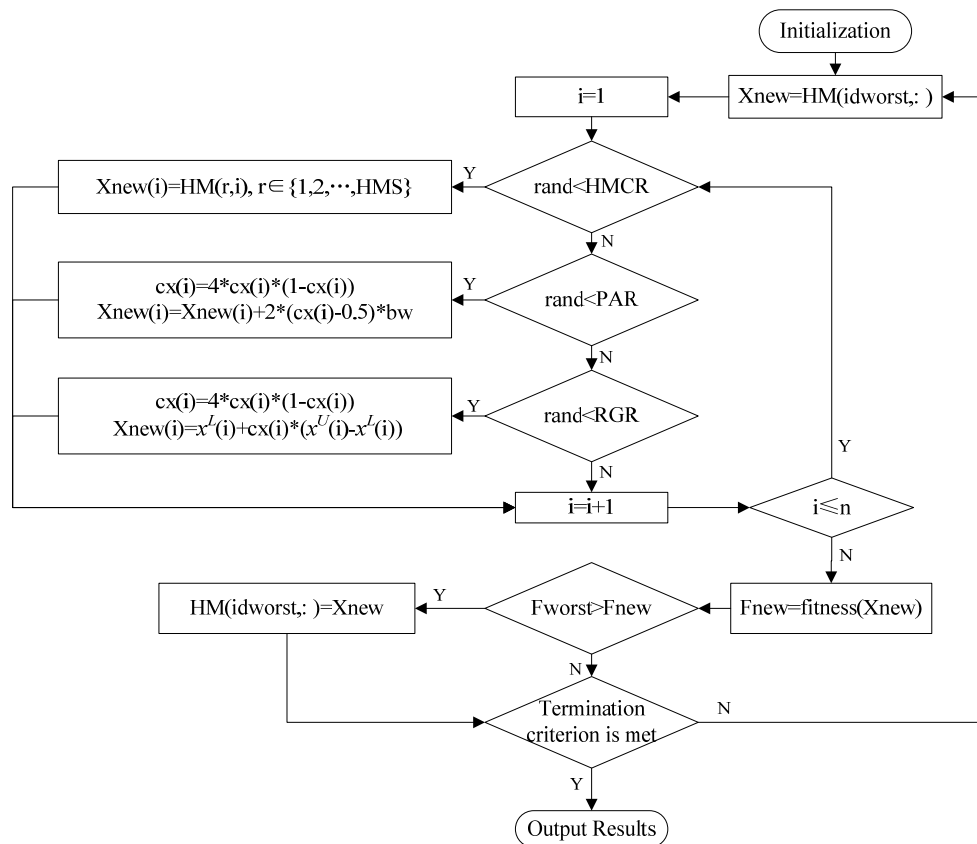 Initialization
Xnew=HM(idworst,: )
i=1
rand<HMCR
Y
Xnew(i)=HM(r,i), r∈{1,2,⋯,HMS}
N
rand<PAR
Y
cx(i)=4*cx(i)*(1-cx(i))
Xnew(i)=Xnew(i)+2*(cx(i)-0.5)*bw
N
rand<RGR
Y
cx(i)=4*cx(i)*(1-cx(i))
Xnew(i)=x^L(i)+cx(i)*(x^U(i)-x^L(i))
N
i=i+1
i≤n
Y
N
Fnew=fitness(Xnew)
Fworst>Fnew
Y
HM(idworst,: )=Xnew
N
Termination
criterion is met
N
Y
Output Results